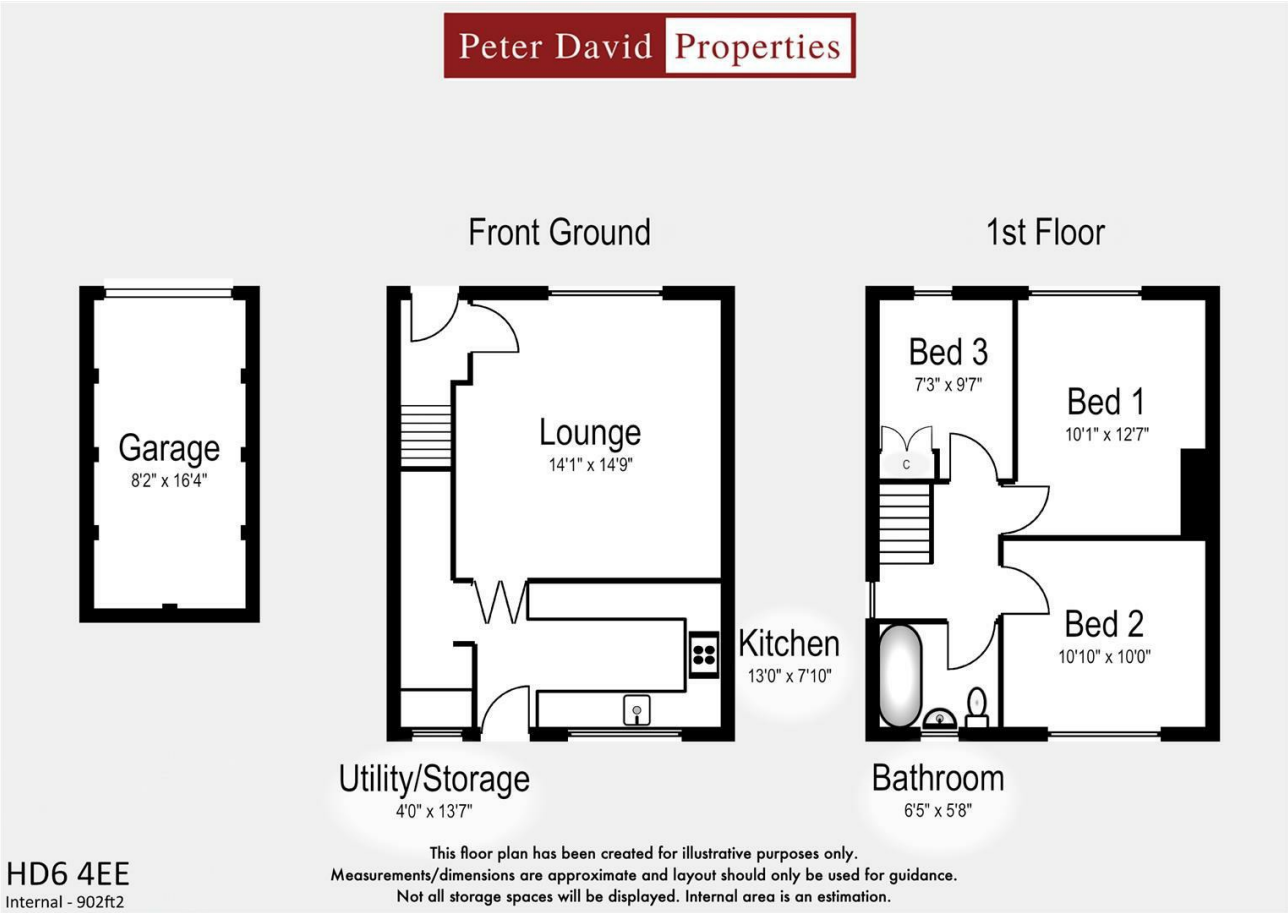 Peter David Properties
Front Ground
1st Floor
Garage
8'2" x 16'4"
Lounge
14'1" x 14'9"
Kitchen
13'0" x 7'10"
Utility/Storage
4'0" x 13'7"
Bed 3
7'3" x 9'7"
C
Bed 1
10'1" x 12'7"
Bed 2
10'10" x 10'0"
Bathroom
6'5" x 5'8"
HD6 4EE
Internal - 902ft2
This floor plan has been created for illustrative purposes only.
Measurements/dimensions are approximate and layout should only be used for guidance.
Not all storage spaces will be displayed. Internal area is an estimation.